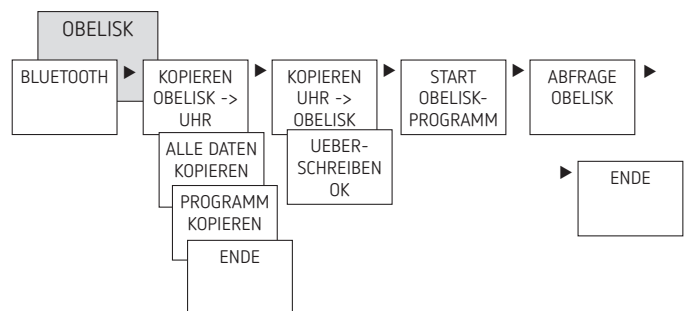 OBELISK
BLUETOOTH
KOPIEREN
OBELISK ->
UHR
ALLE DATEN
KOPIEREN
PROGRAMM
KOPIEREN
ENDE
KOPIEREN
UHR ->
OBELISK
UEBER-
SCHREIBEN
OK
START
OBELISK-
PROGRAMM
ABFRAGE
OBELISK
ENDE